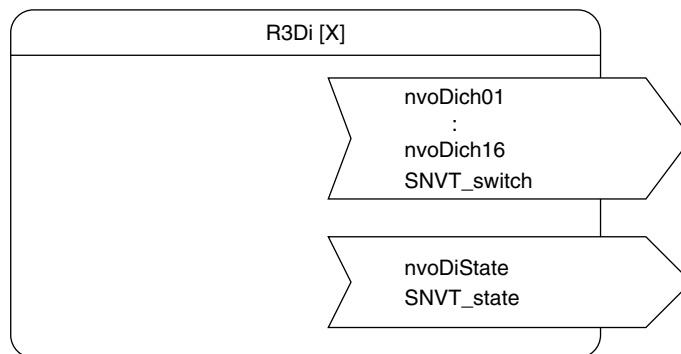 R3Di [X]
nvoDich01
:
nvoDich16
SNVT_switch
nvoDiState
SNVT_state